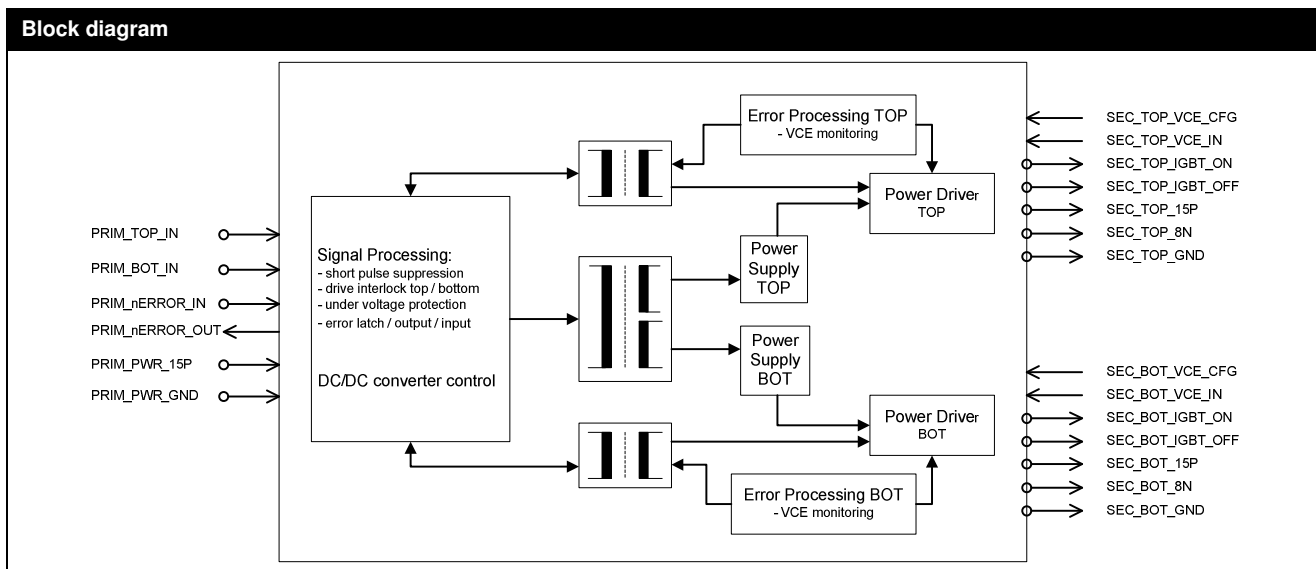 Block diagram
PRIM_TOP_IN
PRIM_BOT_IN
PRIM_nERROR_IN
PRIM_nERROR_OUT
PRIM_PWR_15P
PRIM_PWR_GND
Signal Processing:
- short pulse suppression
- drive interlock top / bottom
- under voltage protection
- error latch / output / input
DC/DC converter control
Error Processing TOP
- VCE monitoring
Power Driver
TOP
Power
Supply
TOP
Power
Supply
BOT
Power Driver
BOT
Error Processing BOT
- VCE monitoring
SEC_TOP_VCE_CFG
SEC_TOP_VCE_IN
SEC_TOP_IGBT_ON
SEC_TOP_IGBT_OFF
SEC_TOP_15P
SEC_TOP_8N
SEC_TOP_GND
SEC_BOT_VCE_CFG
SEC_BOT_VCE_IN
SEC_BOT_IGBT_ON
SEC_BOT_IGBT_OFF
SEC_BOT_15P
SEC_BOT_8N
SEC_BOT_GND